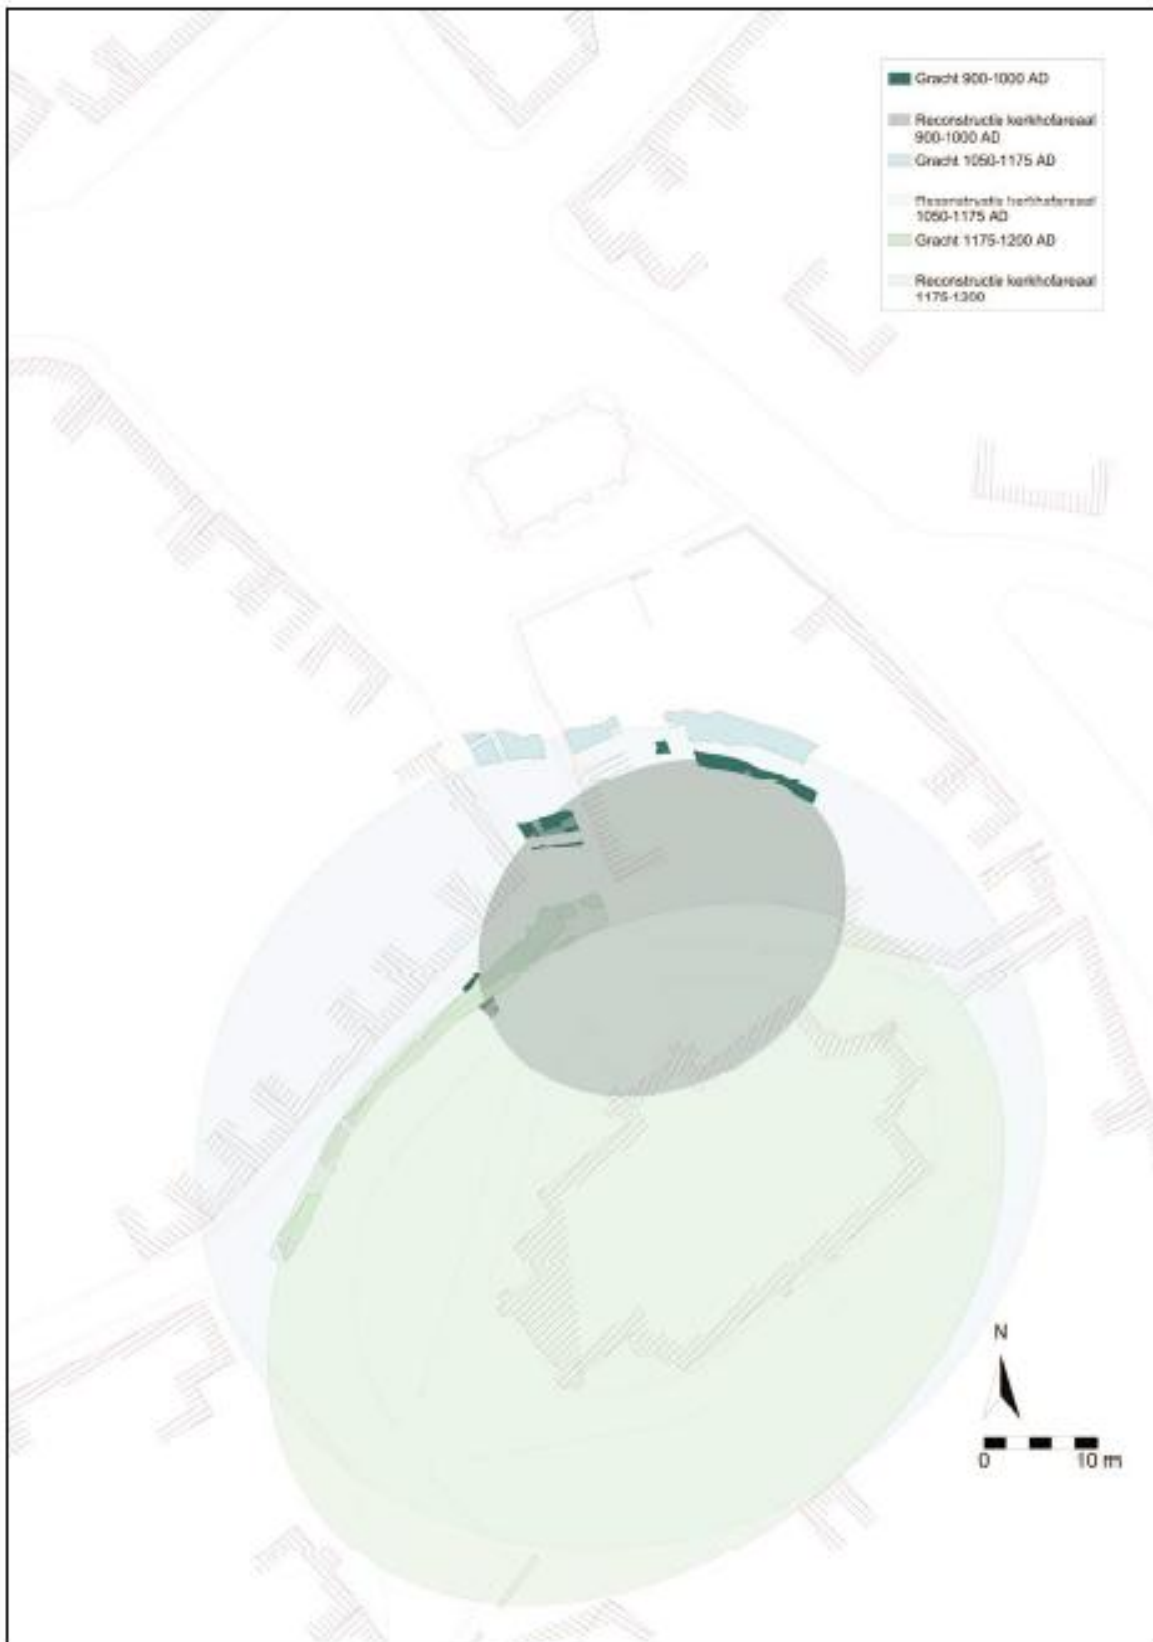 Gracht 900-1000 AD
Reconstructie kerkhofareaal
900-1000 AD
Gracht 1050-1175 AD
Reconstructie kerkhofareaal
1050-1175 AD
Gracht 1175-1200 AD
Reconstructie kerkhofareaal
1175-1200
N
0 10 m